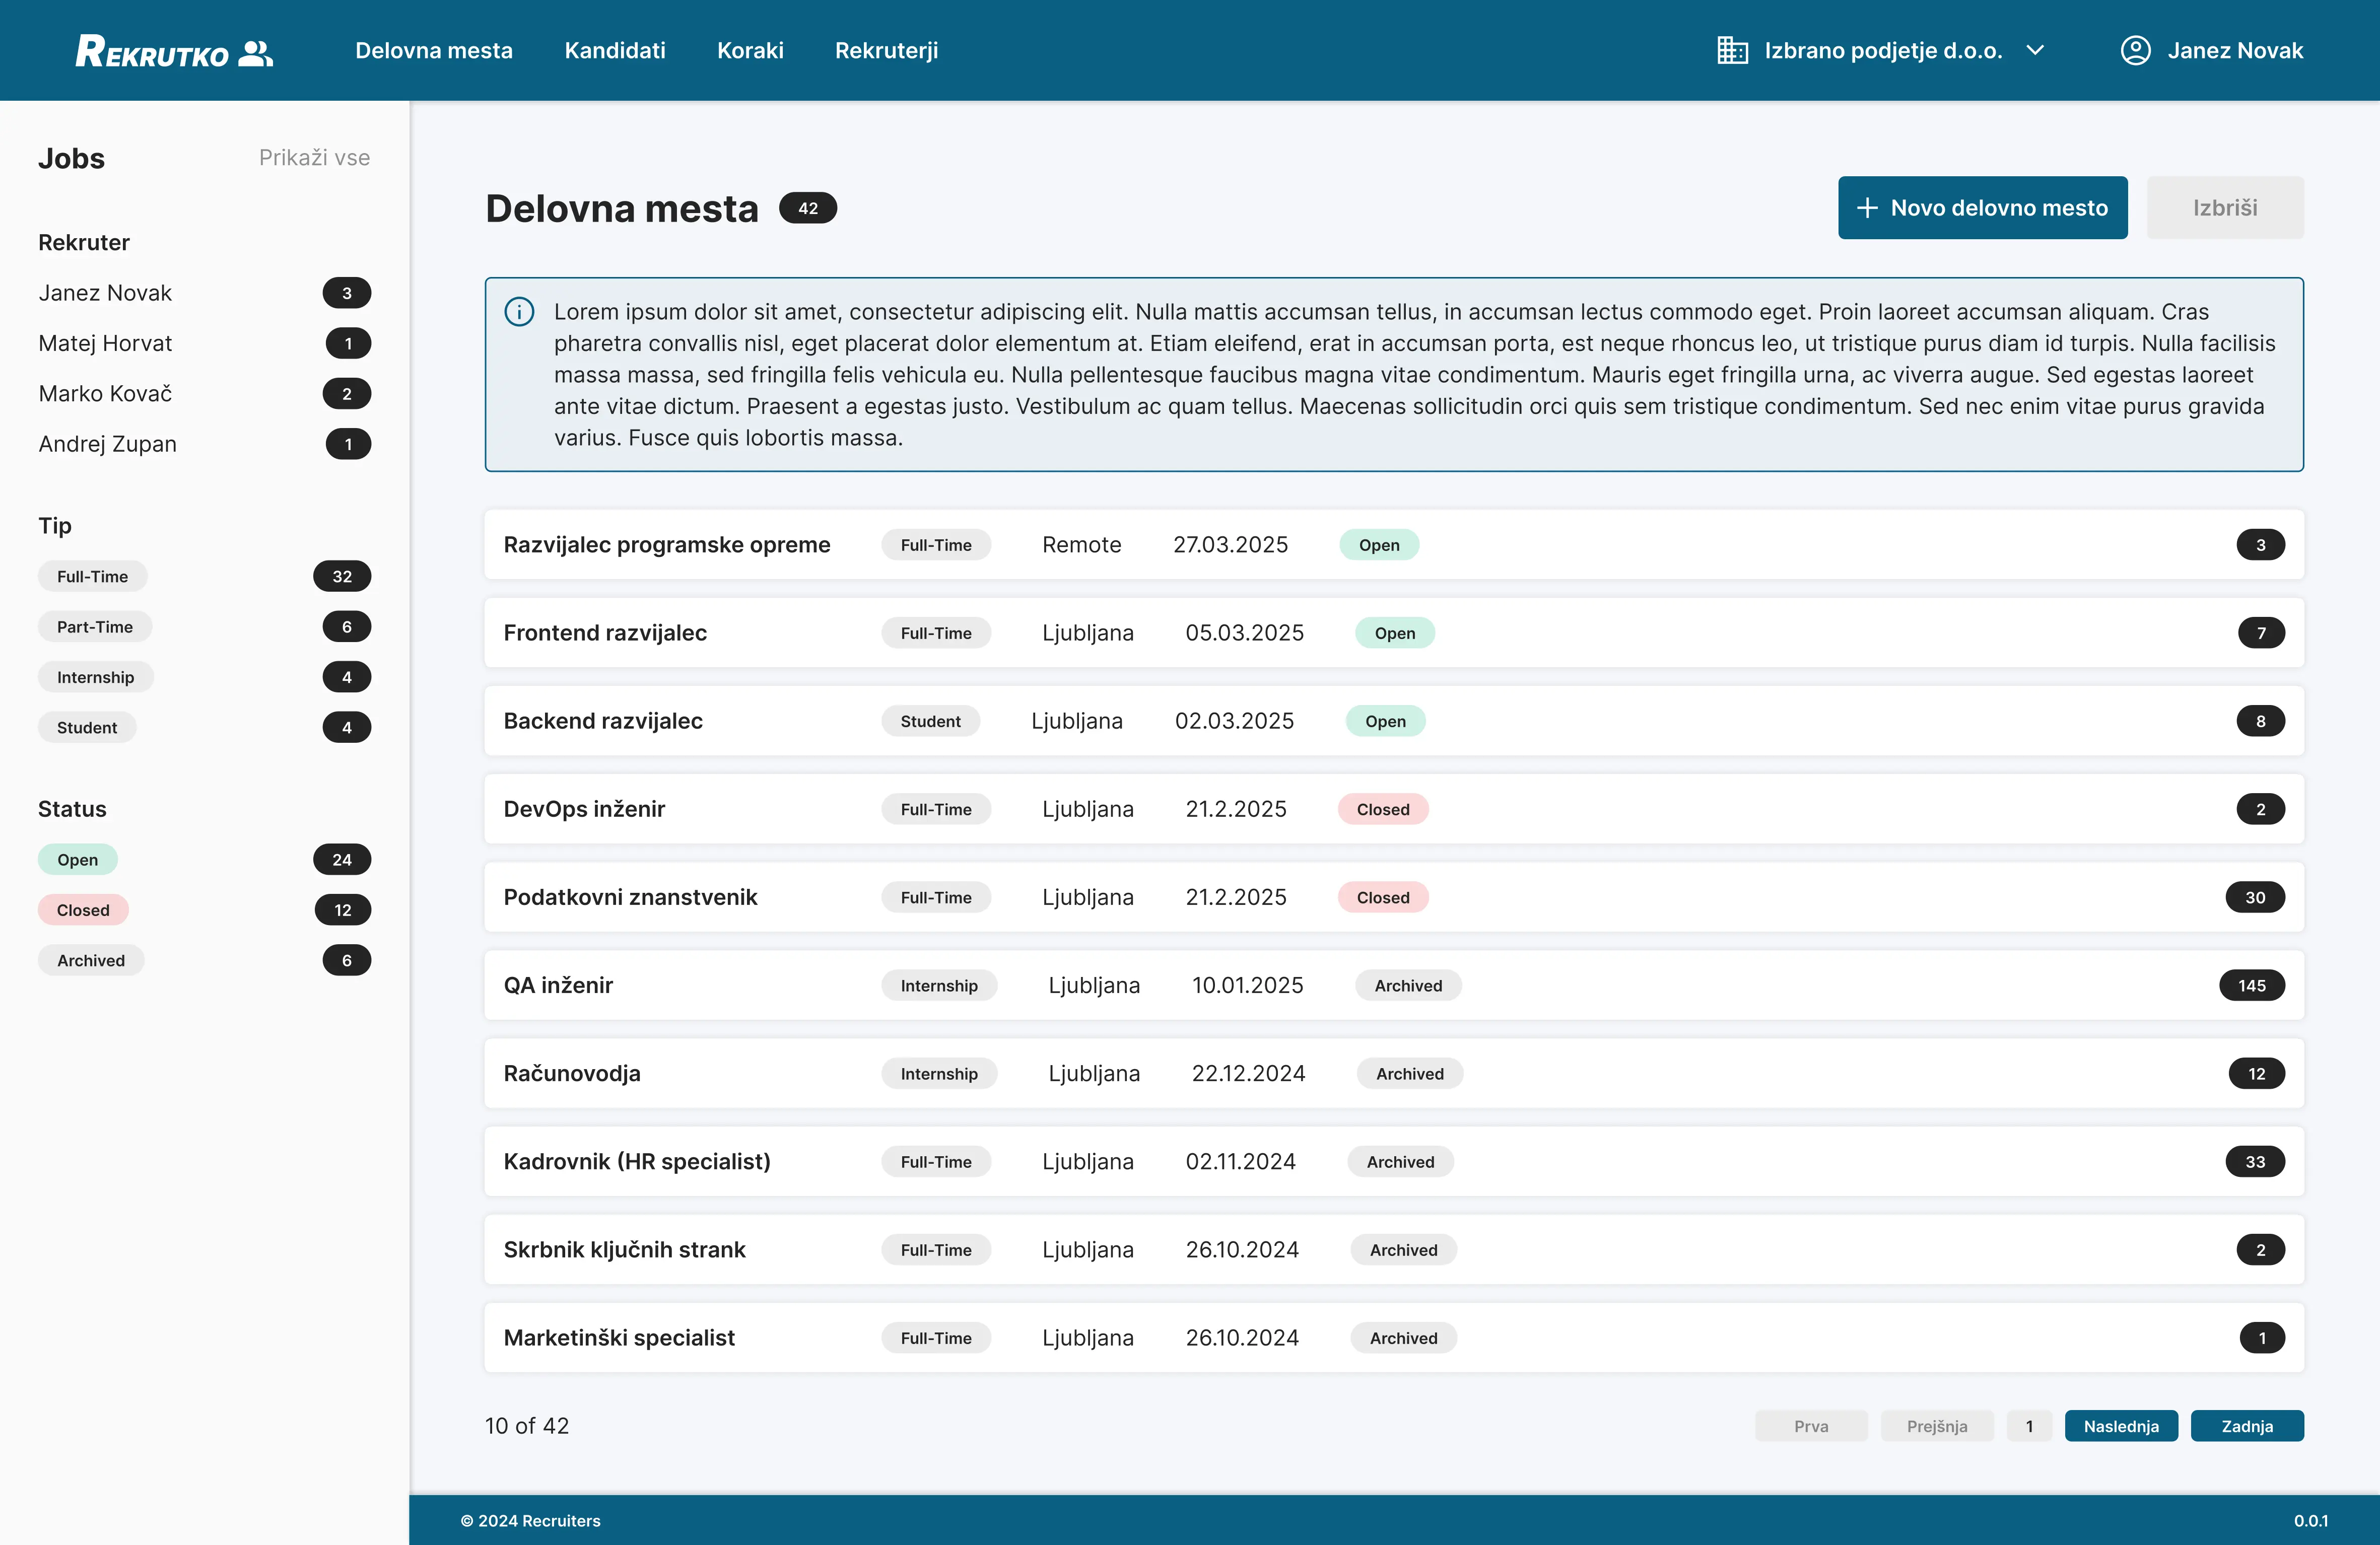 REKRUTKO
Delovna mesta
Kandidati
Koraki
Rekruterji
Izbrano podjetje d.o.o.
Janez Novak
Jobs
Prikaži vse
Rekruter
Janez Novak 3
Matej Horvat 1
Marko Kovač 2
Andrej Zupan 1
Tip
Full-Time 32
Part-Time 6
Internship 4
Student 4
Status
Open 24
Closed 12
Archived 6
Delovna mesta 42
+ Novo delovno mesto
Izbriši
Lorem ipsum dolor sit amet, consectetur adipiscing elit. Nulla mattis accumsan tellus, in accumsan lectus commodo eget. Proin laoreet accumsan aliquam. Cras
pharetra convallis nisl, eget placerat dolor elementum at. Etiam eleifend, erat in accumsan porta, est neque rhoncus leo, ut tristique purus diam id turpis. Nulla facilisis
massa massa, sed fringilla felis vehicula eu. Nulla pellentesque faucibus magna vitae condimentum. Mauris eget fringilla urna, ac viverra augue. Sed egestas laoreet
ante vitae dictum. Praesent a egestas justo. Vestibulum ac quam tellus. Maecenas sollicitudin orci quis sem tristique condimentum. Sed nec enim vitae purus gravida
varius. Fusce quis lobortis massa.
Razvijalec programske opreme Full-Time Remote 27.03.2025 Open 3
Frontend razvijalec Full-Time Ljubljana 05.03.2025 Open 7
Backend razvijalec Student Ljubljana 02.03.2025 Open 8
DevOps inženir Full-Time Ljubljana 21.2.2025 Closed 2
Podatkovni znanstvenik Full-Time Ljubljana 21.2.2025 Closed 30
QA inženir Internship Ljubljana 10.01.2025 Archived 145
Računovodja Internship Ljubljana 22.12.2024 Archived 12
Kadrovnik (HR specialist) Full-Time Ljubljana 02.11.2024 Archived 33
Skrbnik ključnih strank Full-Time Ljubljana 26.10.2024 Archived 2
Marketinški specialist Full-Time Ljubljana 26.10.2024 Archived 1
10 of 42
Prva
Prejšnja
1
Naslednja
Zadnja
© 2024 Recruiters
0.0.1